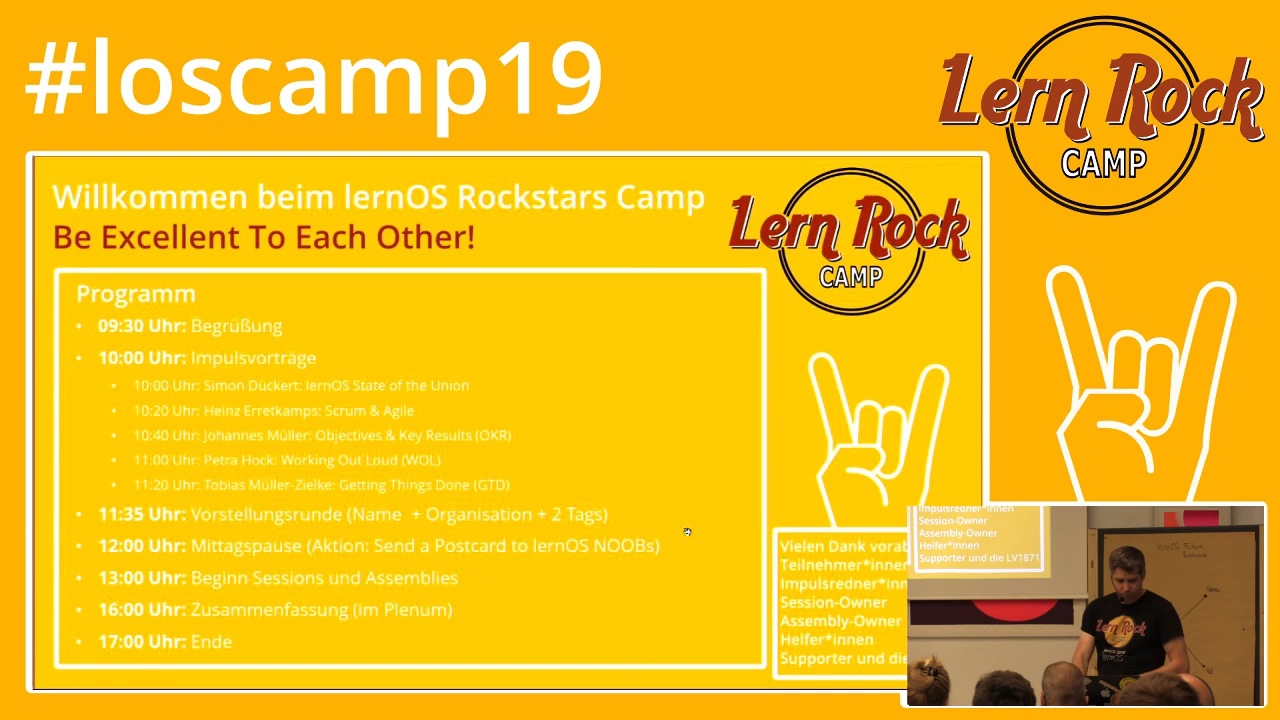 #loscamp19
Lern Rock
CAMP
Willkommen beim lernOS Rockstars Camp
Be Excellent To Each Other!
Lern Rock
CAMP
Programm
• 09:30 Uhr: Begrüßung
• 10:00 Uhr: Impulsvorträge
• 10:00 Uhr: Simon Dückert: lernOS State of the Union
• 10:20 Uhr: Heinz Erretkamps: Scrum & Agile
• 10:40 Uhr: Johannes Müller: Objectives & Key Results (OKR)
• 11:00 Uhr: Petra Hock: Working Out Loud (WOL)
• 11:20 Uhr: Tobias Müller-Zielke: Getting Things Done (GTD)
• 11:35 Uhr: Vorstellungsrunde (Name + Organisation + 2 Tags)
• 12:00 Uhr: Mittagspause (Aktion: Send a Postcard to lernOS NOOBs)
• 13:00 Uhr: Beginn Sessions und Assemblies
• 16:00 Uhr: Zusammenfassung (im Plenum)
• 17:00 Uhr: Ende
Vielen Dank vorab
Teilnehmer*inner
Impulsredner*inn
Session-Owner
Assembly-Owner
Helfer*innen
Supporter und die
Impulsredner*innen
Session-Owner
Assembly-Owner
Helfer*innen
Supporter und die LV1871
Lern Rock
lernOS